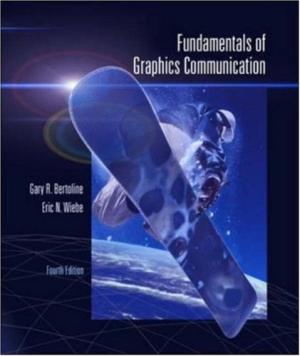 Fundamentals of
Graphics Communication
Gary R. Bertoline
Eric N. Wiebe
Fourth Edition